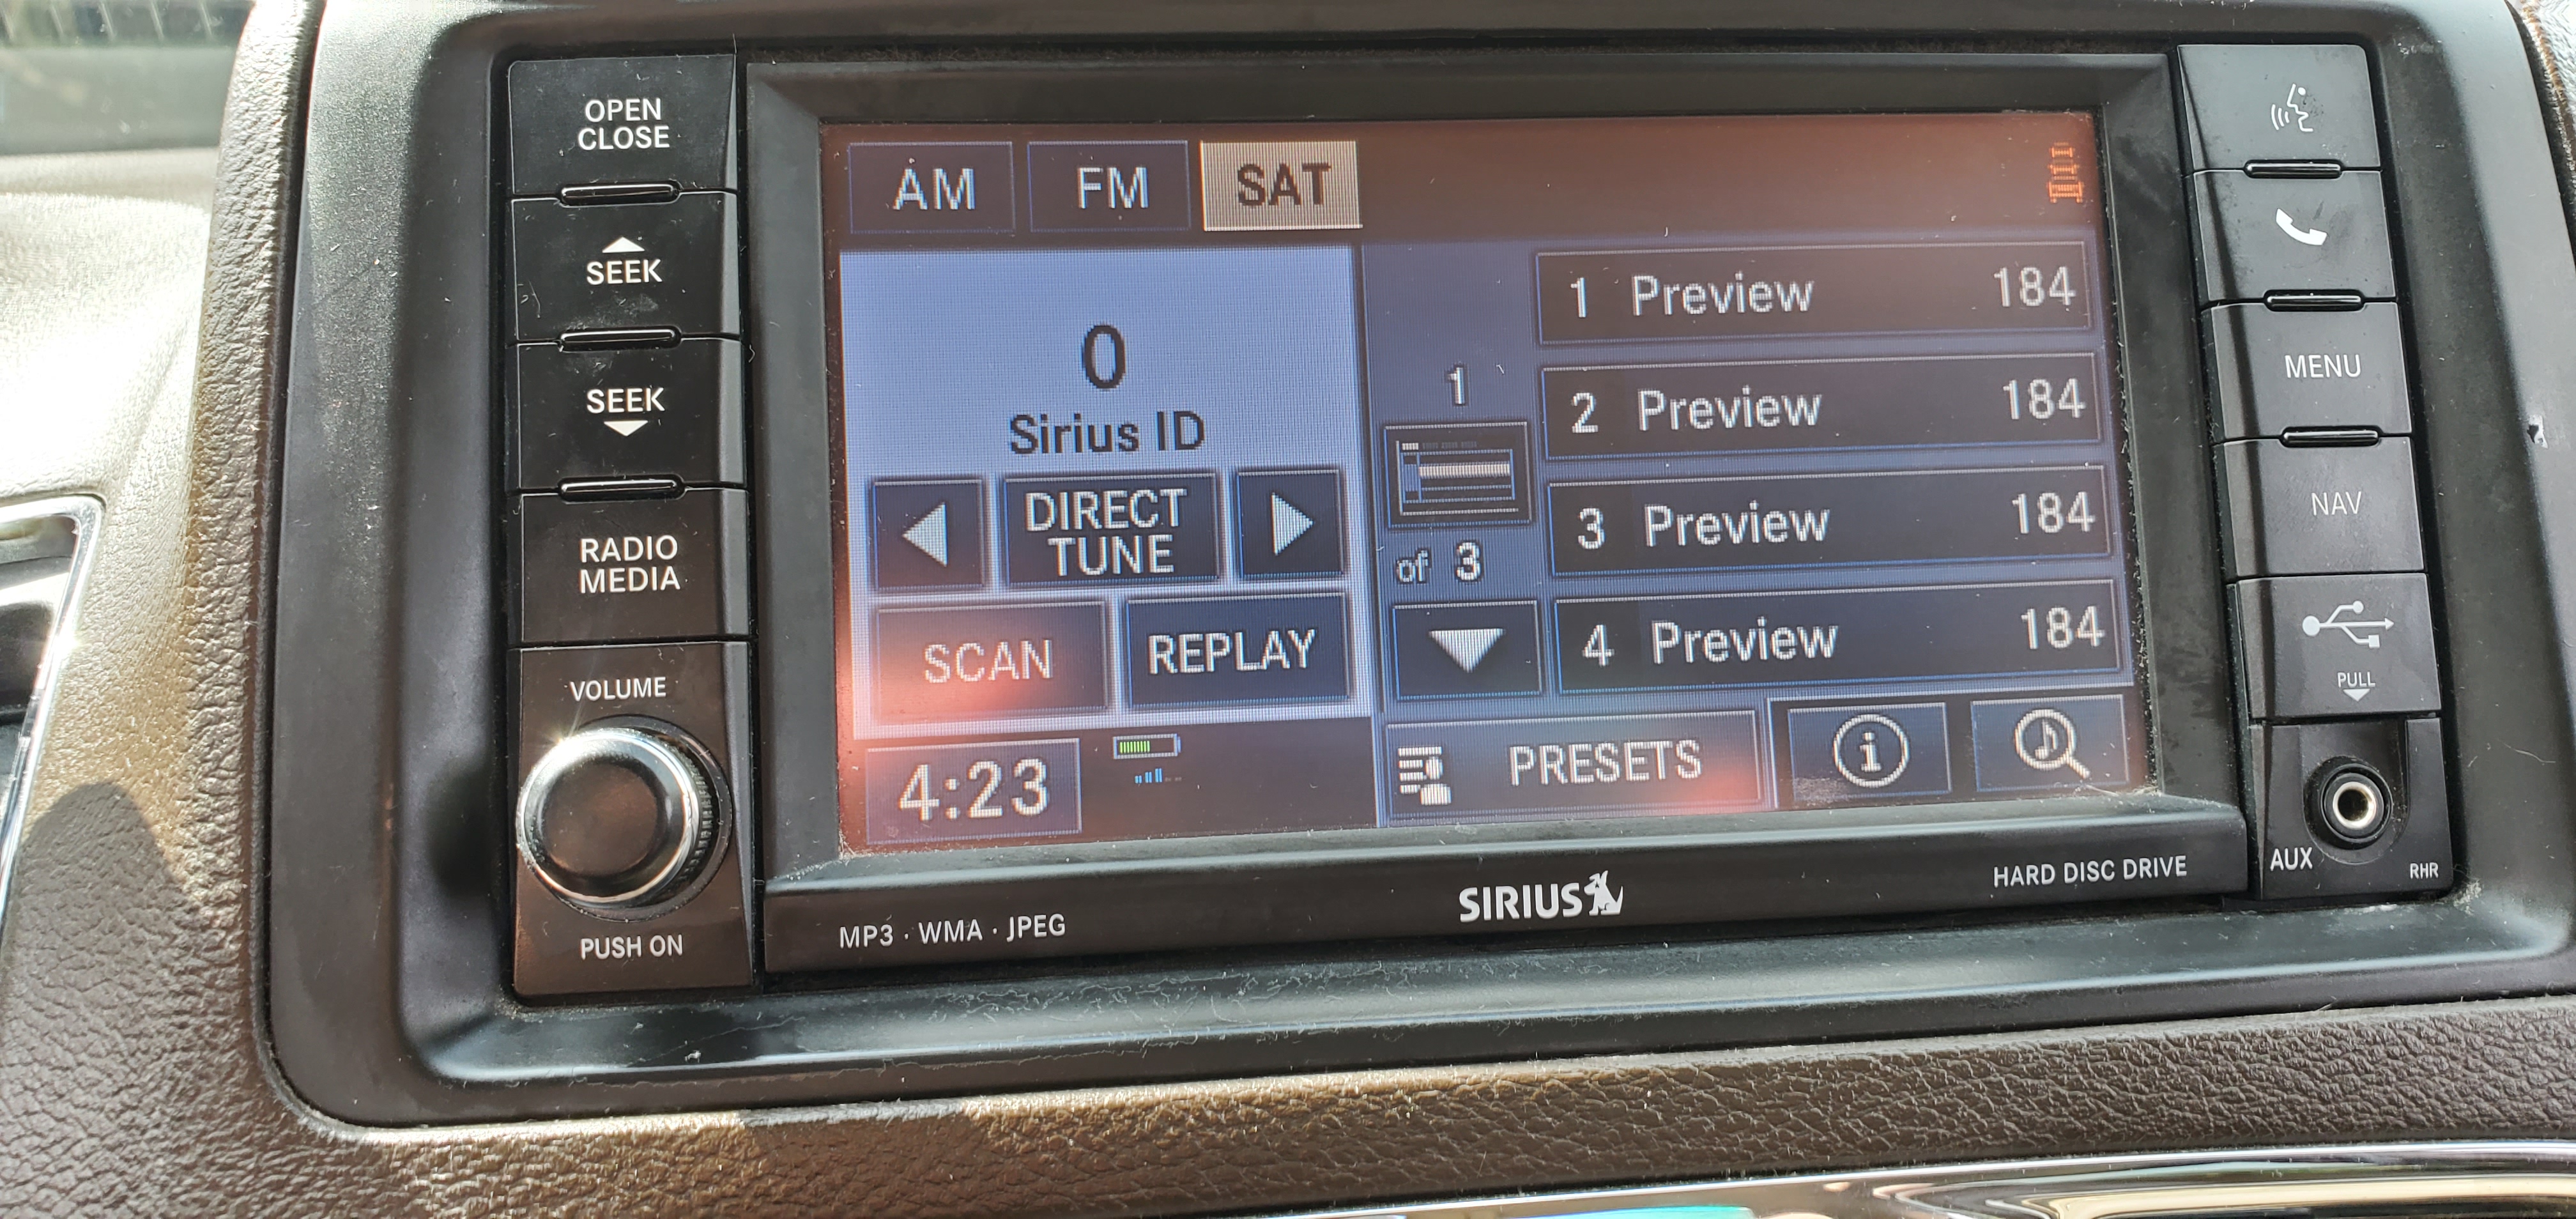 OPEN
CLOSE
SEEK
SEEK
RADIO
MEDIA
VOLUME
PUSH ON
AM FM SAT
0
Sirius ID
DIRECT
TUNE
SCAN REPLAY
4:23
1
of 3
1 Preview 184
2 Preview 184
3 Preview 184
4 Preview 184
PRESETS
i
MP3 · WMA · JPEG
SIRIUS
HARD DISC DRIVE
MENU
NAV
PULL
AUX
RHR